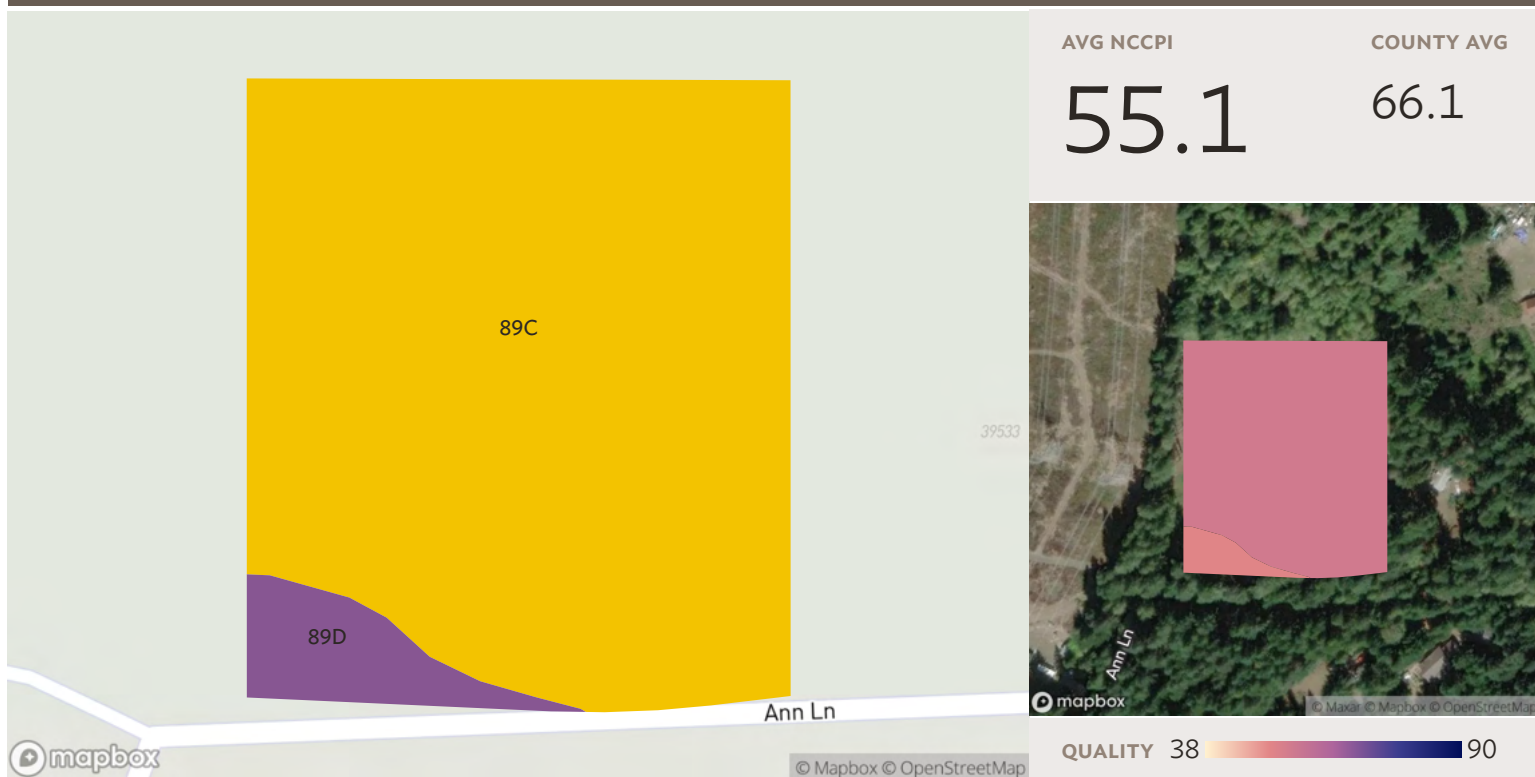 AVG NCCPI
COUNTY AVG
55.1
66.1
89C
39533
89D
Ann Ln
mapbox
© Mapbox © OpenStreetMap
Ann Ln
mapbox
© Maxar © Mapbox © OpenStreetMap
QUALITY 38 90